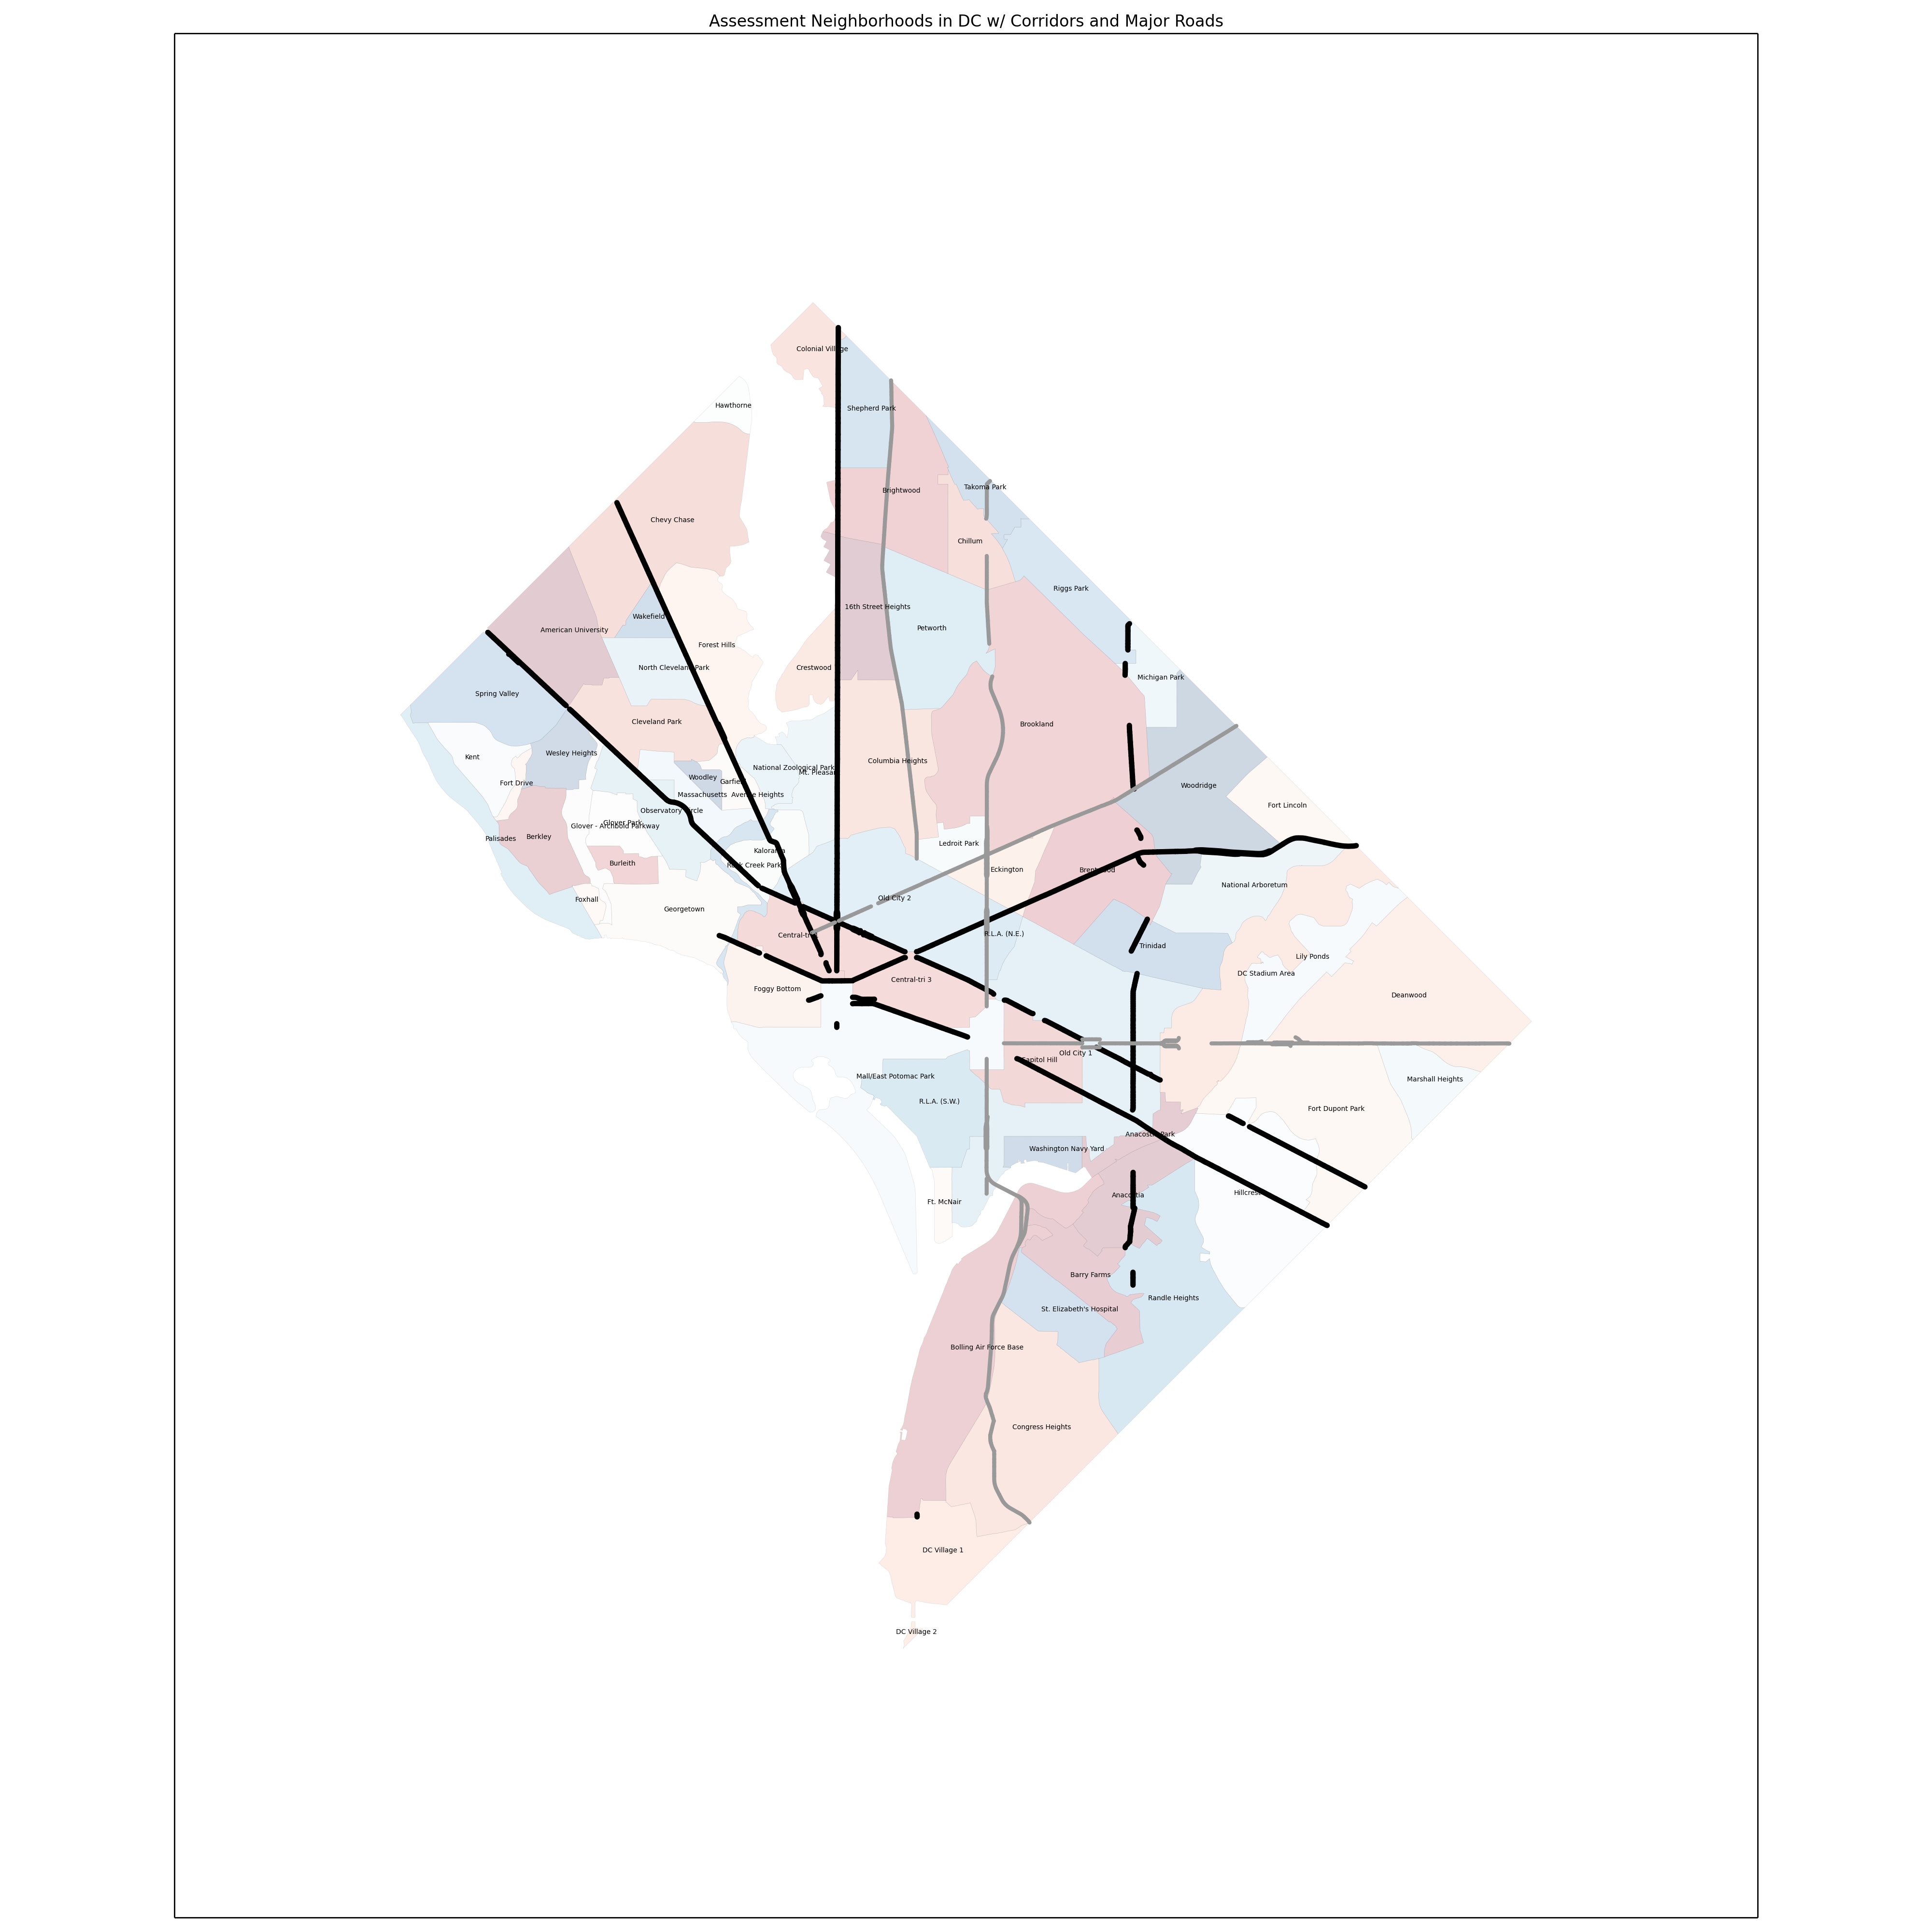 Assessment Neighborhoods in DC w/ Corridors and Major Roads
Colonial Village
Hawthorne
Shepherd Park
Takoma Park
Brightwood
Chevy Chase
Chillum
Riggs Park
16th Street Heights
Wakefield
Petworth
American University
Forest Hills
North Cleveland Park
Crestwood
Michigan Park
Spring Valley
Cleveland Park
Brookland
Wesley Heights
Kent
Columbia Heights
National Zoological Park
Mt. Pleasant
Woodley
Garfield
Fort Drive
Woodridge
Massachusetts Avenue Heights
Fort Lincoln
Observatory Circle
Glover Park
Glover - Archbold Parkway
Palisades
Berkley
Ledroit Park
Kalorama
Burleith
Rock Creek Park
Eckington
Brentwood
National Arboretum
Foxhall
Old City 2
Georgetown
Central-tri
R.L.A. (N.E.)
Trinidad
Lily Ponds
DC Stadium Area
Central-tri 3
Foggy Bottom
Deanwood
Old City 1
Capitol Hill
Mall/East Potomac Park
Marshall Heights
R.L.A. (S.W.)
Fort Dupont Park
Anacostia Park
Washington Navy Yard
Hillcrest
Anacostia
Ft. McNair
Barry Farms
Randle Heights
St. Elizabeth's Hospital
Bolling Air Force Base
Congress Heights
DC Village 1
DC Village 2